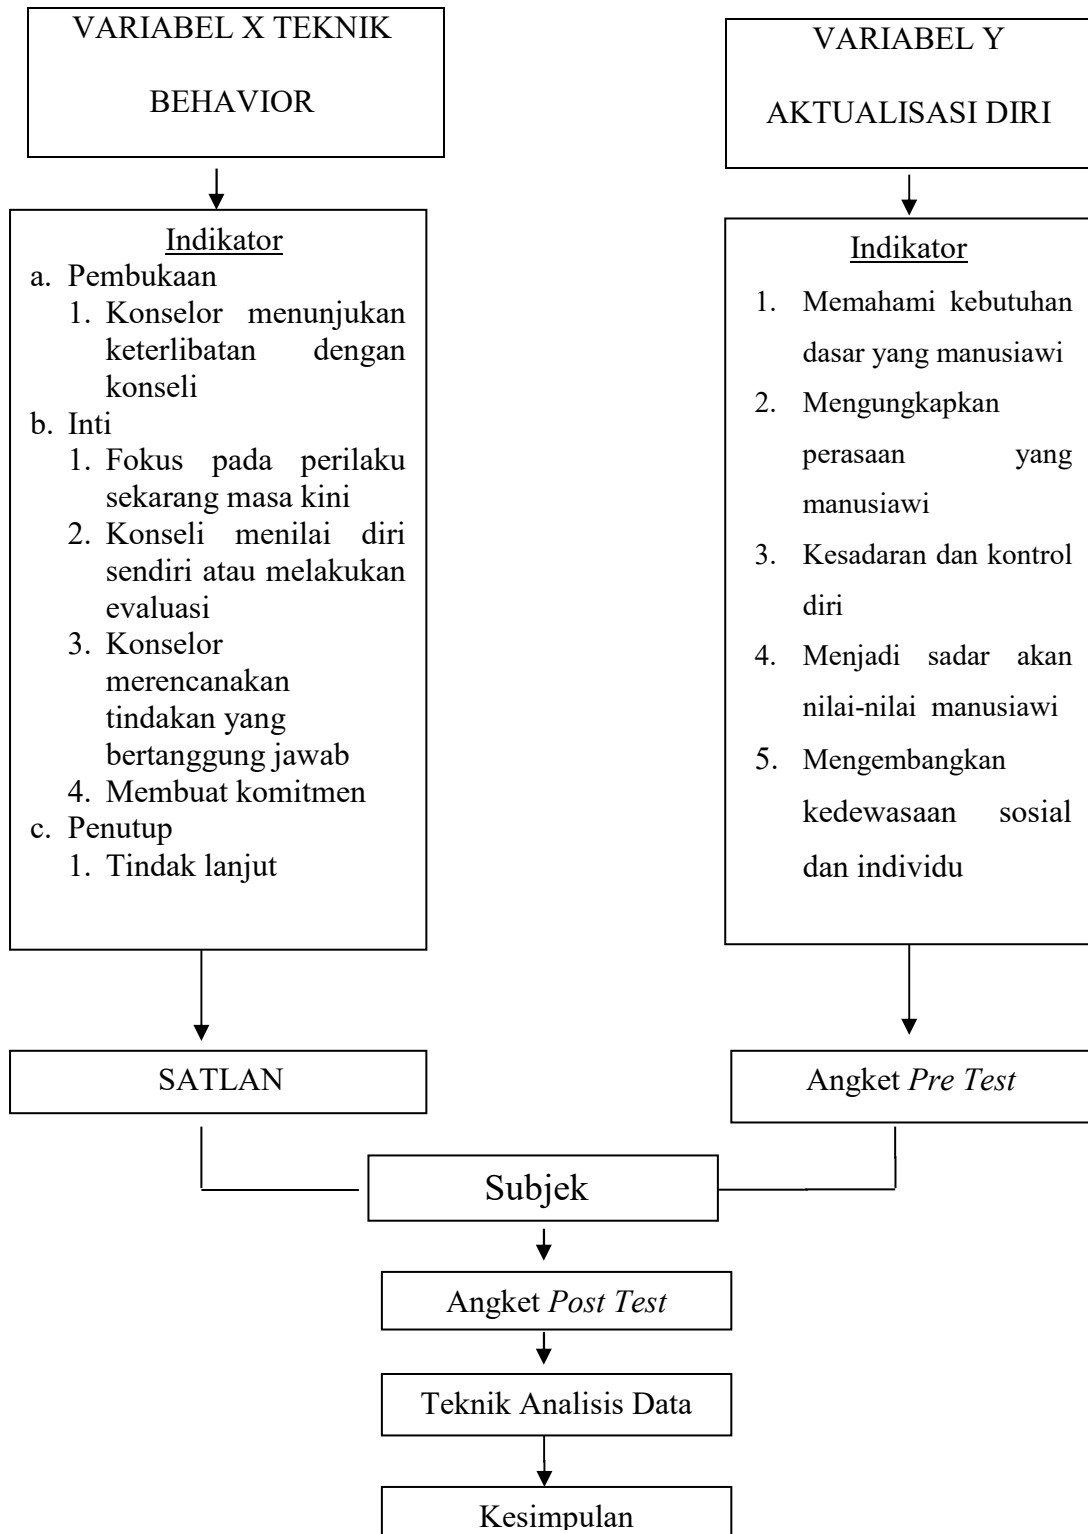 VARIABEL X TEKNIK
BEHAVIOR
Indikator
a. Pembukaan
1. Konselor menunjukan
keterlibatan dengan
konseli
b. Inti
1. Fokus pada perilaku
sekarang masa kini
2. Konseli menilai diri
sendiri atau melakukan
evaluasi
3. Konselor
merencanakan
tindakan yang
bertanggung jawab
4. Membuat komitmen
c. Penutup
1. Tindak lanjut
SATLAN
VARIABEL Y
AKTUALISASI DIRI
Indikator
1. Memahami kebutuhan
dasar yang manusiawi
2. Mengungkapkan
perasaan yang
manusiawi
3. Kesadaran dan kontrol
diri
4. Menjadi sadar akan
nilai-nilai manusiawi
5. Mengembangkan
kedewasaan sosial
dan individu
Angket Pre Test
Subjek
Angket Post Test
Teknik Analisis Data
Kesimpulan